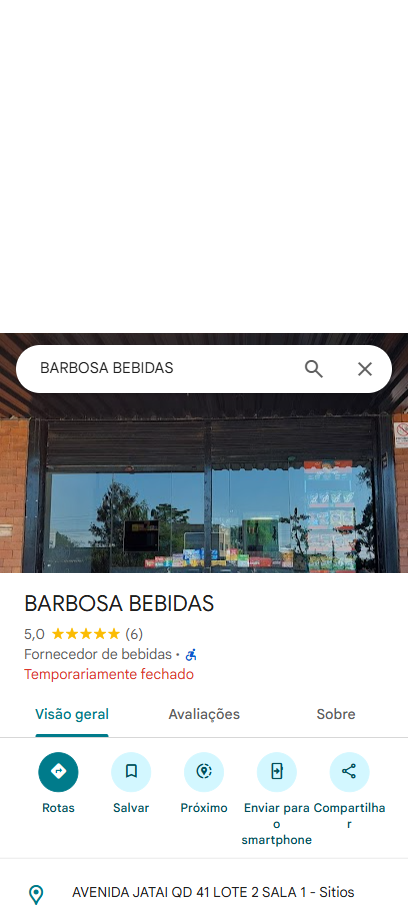 BARBOSA BEBIDAS
BARBOSA BEBIDAS
5,0 (6)
Fornecedor de bebidas ·
Temporariamente fechado
Visão geral Avaliações Sobre
Rotas Salvar Próximo Enviar para o smartphone Compartilhar
AVENIDA JATAI QD 41 LOTE 2 SALA 1 - Sitios